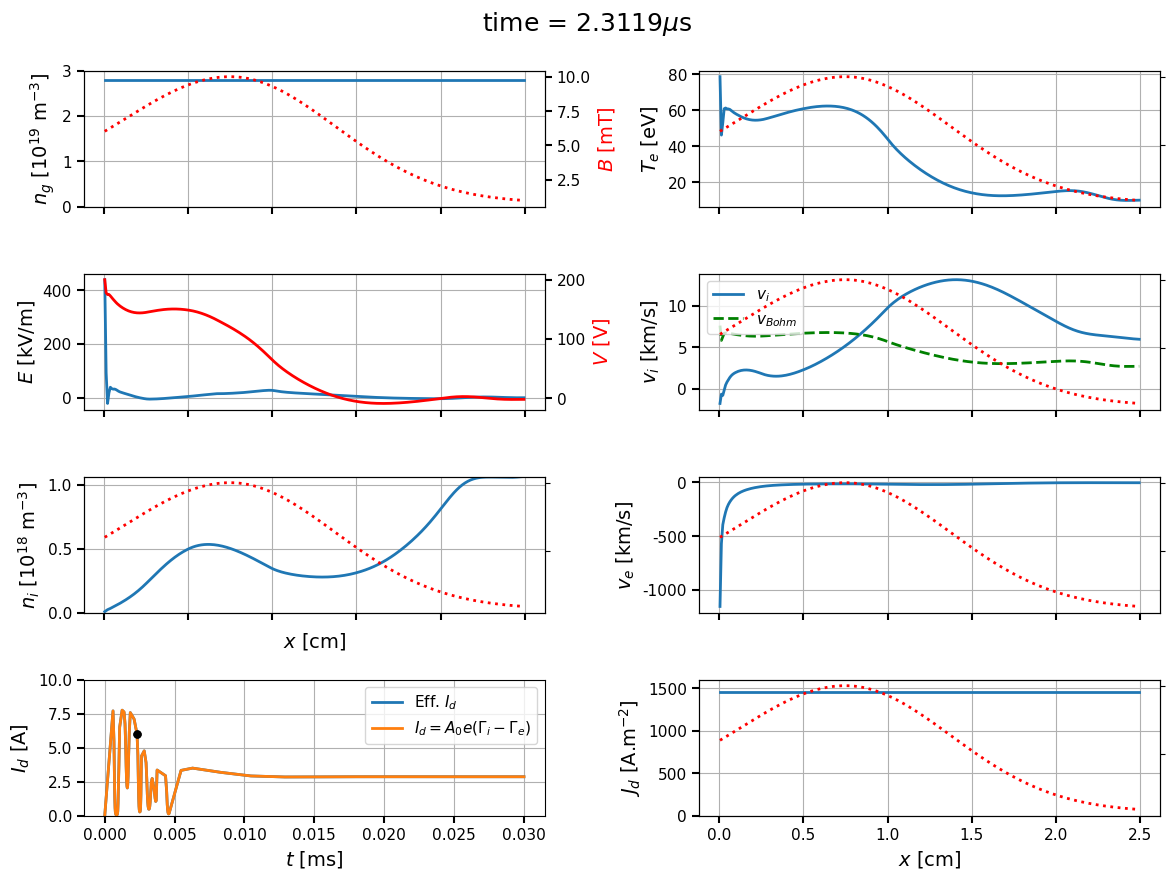 time = 2.3119μs
n_g [10^19 m^−3]
3
2
1
0
10.0
7.5
5.0
2.5
B [mT]
T_e [eV]
80
60
40
20
E [kV/m]
400
200
0
200
100
0
V [V]
v_i [km/s]
10
5
0
v_i
v_Bohm
n_i [10^18 m^−3]
1.0
0.5
0.0
x [cm]
v_e [km/s]
0
-500
-1000
I_d [A]
10.0
7.5
5.0
2.5
0.0
Eff. I_d
I_d = A_0e(Γ_i − Γ_e)
0.000 0.005 0.010 0.015 0.020 0.025 0.030
t [ms]
J_d [A.m^−2]
1500
1000
500
0
0.0 0.5 1.0 1.5 2.0 2.5
x [cm]